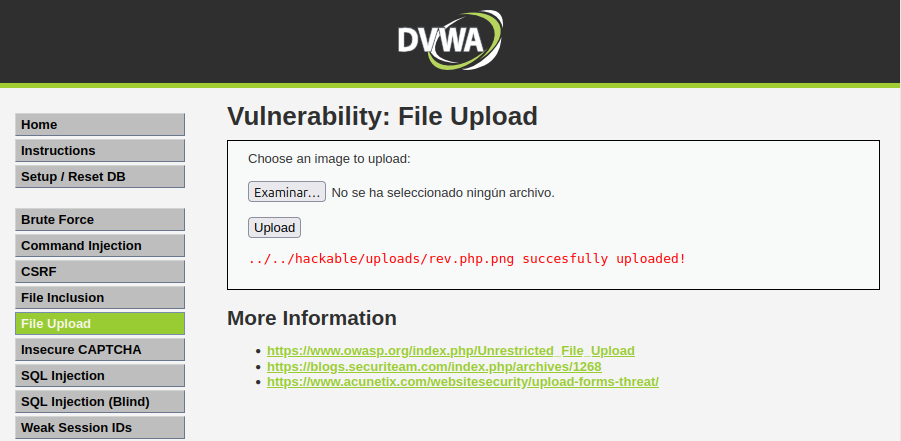 DVWA
Vulnerability: File Upload
Home
Instructions
Setup / Reset DB
Brute Force
Command Injection
CSRF
File Inclusion
File Upload
Insecure CAPTCHA
SQL Injection
SQL Injection (Blind)
Weak Session IDs
Choose an image to upload:
Examinar... No se ha seleccionado ningún archivo.
Upload
../../hackable/uploads/rev.php.png succesfully uploaded!
More Information
• https://www.owasp.org/index.php/Unrestricted_File_Upload
• https://blogs.securiteam.com/index.php/archives/1268
• https://www.acunetix.com/websitesecurity/upload-forms-threat/